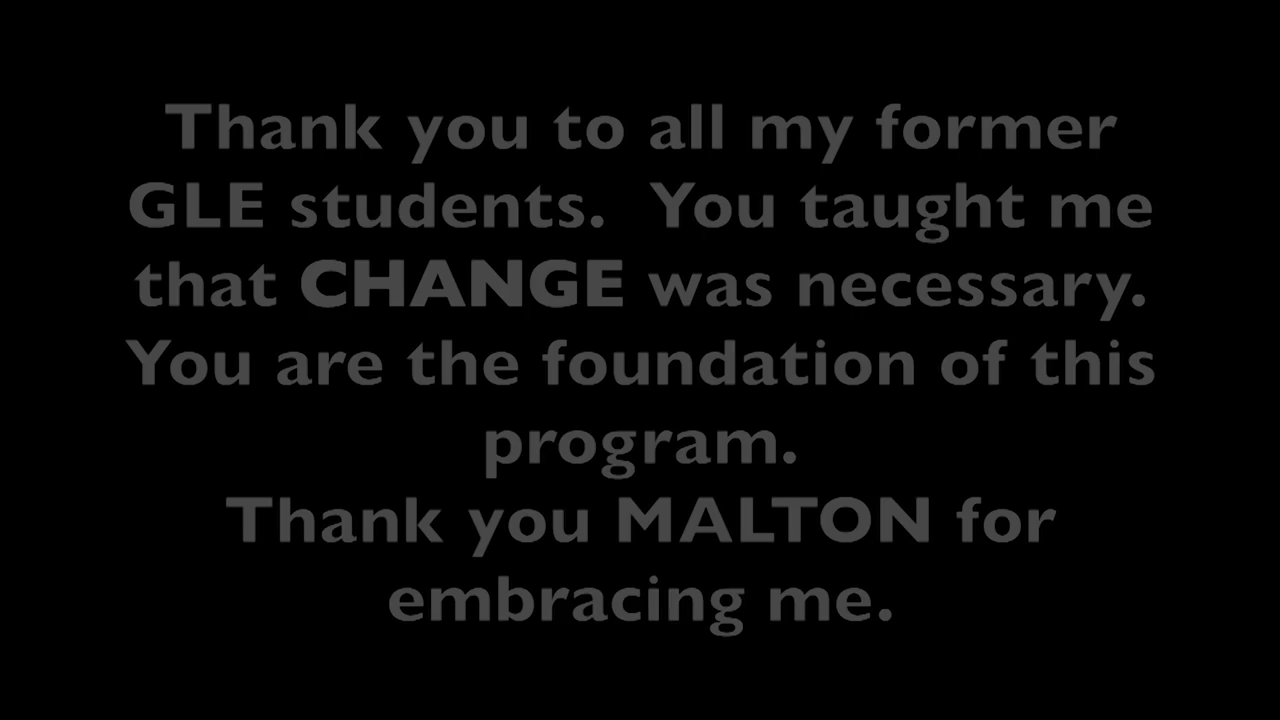 Thank you to all my former
GLE students.  You taught me
that CHANGE was necessary.
You are the foundation of this
program.
Thank you MALTON for
embracing me.